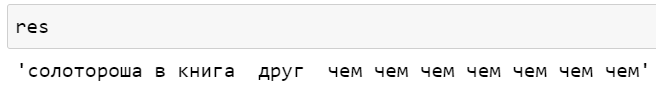 res
'солотороша в книга  друг  чем чем чем чем чем чем чем'